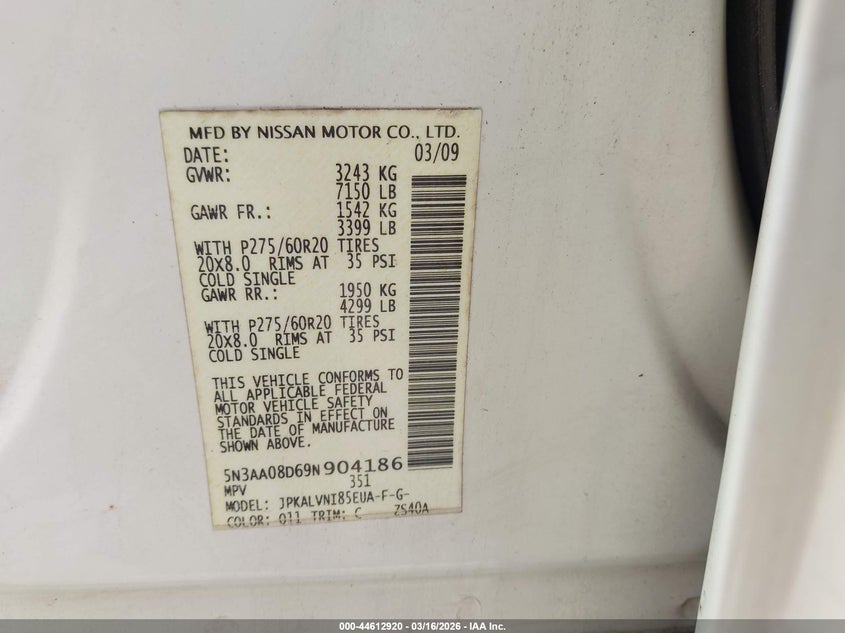 MFD BY NISSAN MOTOR CO., LTD.
DATE: 03/09
GVWR: 3243 KG
7150 LB
GAWR FR.: 1542 KG
3399 LB
WITH P275/60R20 TIRES
20X8.0 RIMS AT 35 PSI
COLD SINGLE
GAWR RR.: 1950 KG
4299 LB
WITH P275/60R20 TIRES
20X8.0 RIMS AT 35 PSI
COLD SINGLE
THIS VEHICLE CONFORMS TO
ALL APPLICABLE FEDERAL
MOTOR VEHICLE SAFETY
STANDARDS IN EFFECT ON
THE DATE OF MANUFACTURE
SHOWN ABOVE.
5N3AA08D69N904186
MPV 351
MODEL: JPKALVNI85EUA-F-G-
COLOR: Q11 TRIM: C ZS40A
000-44612920 - 03/16/2026 - IAA Inc.